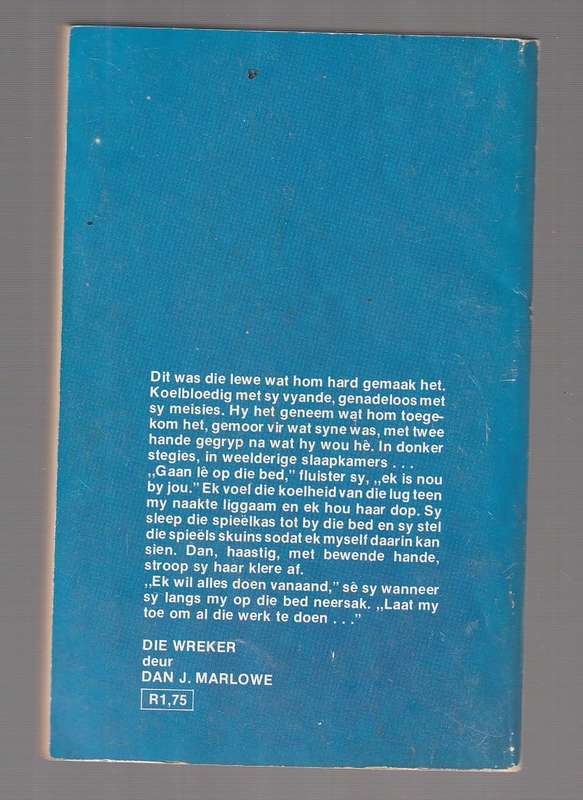 Dit was die lewe wat hom hard gemaak het.
Koelbloedig met sy vyande, genadeloos met
sy meisies. Hy het geneem wat hom toege-
kom het, gemoor vir wat syne was, met twee
hande gegryp na wat hy wou hè. In donker
stegies, in weelderige slaapkamers . . .
„Gaan lè op die bed,” fluister sy, „ek is nou
by jou.” Ek voel die koelheid van die lug teen
my naakte liggaam en ek hou haar dop. Sy
sleep die spieëlkas tot by die bed en sy stel
die spieëls skuins sodat ek myself daarin kan
sien. Dan, haastig, met bewende hande,
stroop sy haar klere af.
„Ek wil alles doen vanaand,” sè sy wanneer
sy langs my op die bed neersak. „Laat my
toe om al die werk te doen . . .”
DIE WREKER
deur
DAN J. MARLOWE
R1,75